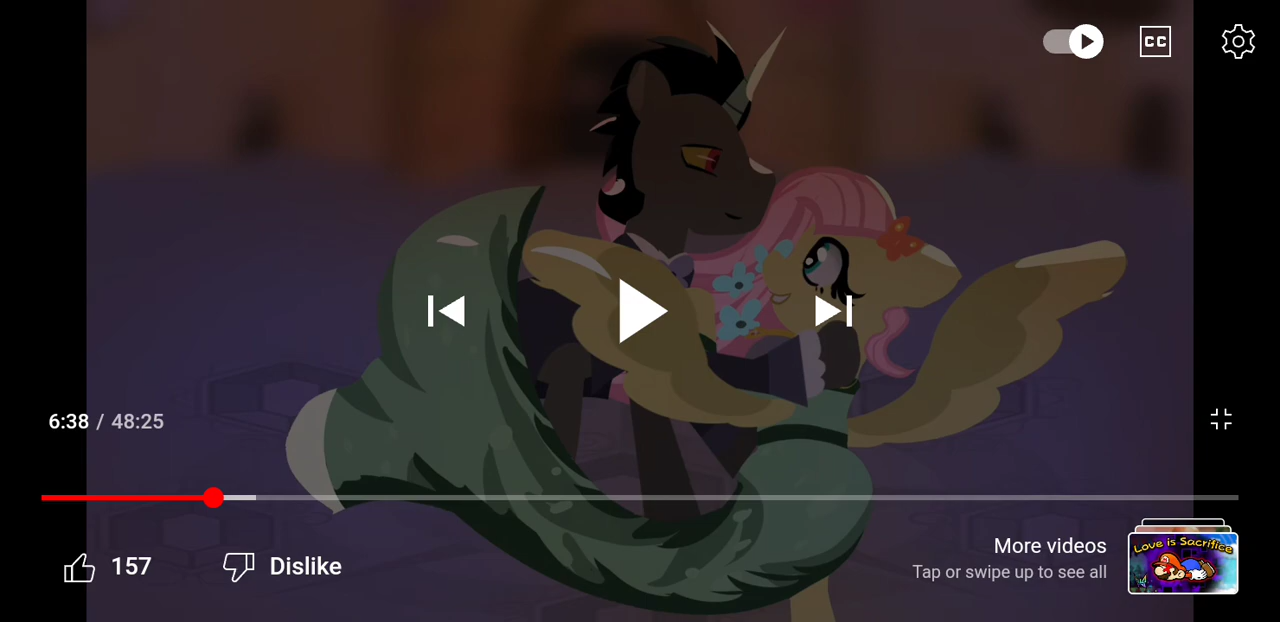 CC
6:38 / 48:25
157
Dislike
More videos
Tap or swipe up to see all
Love is Sacrifice